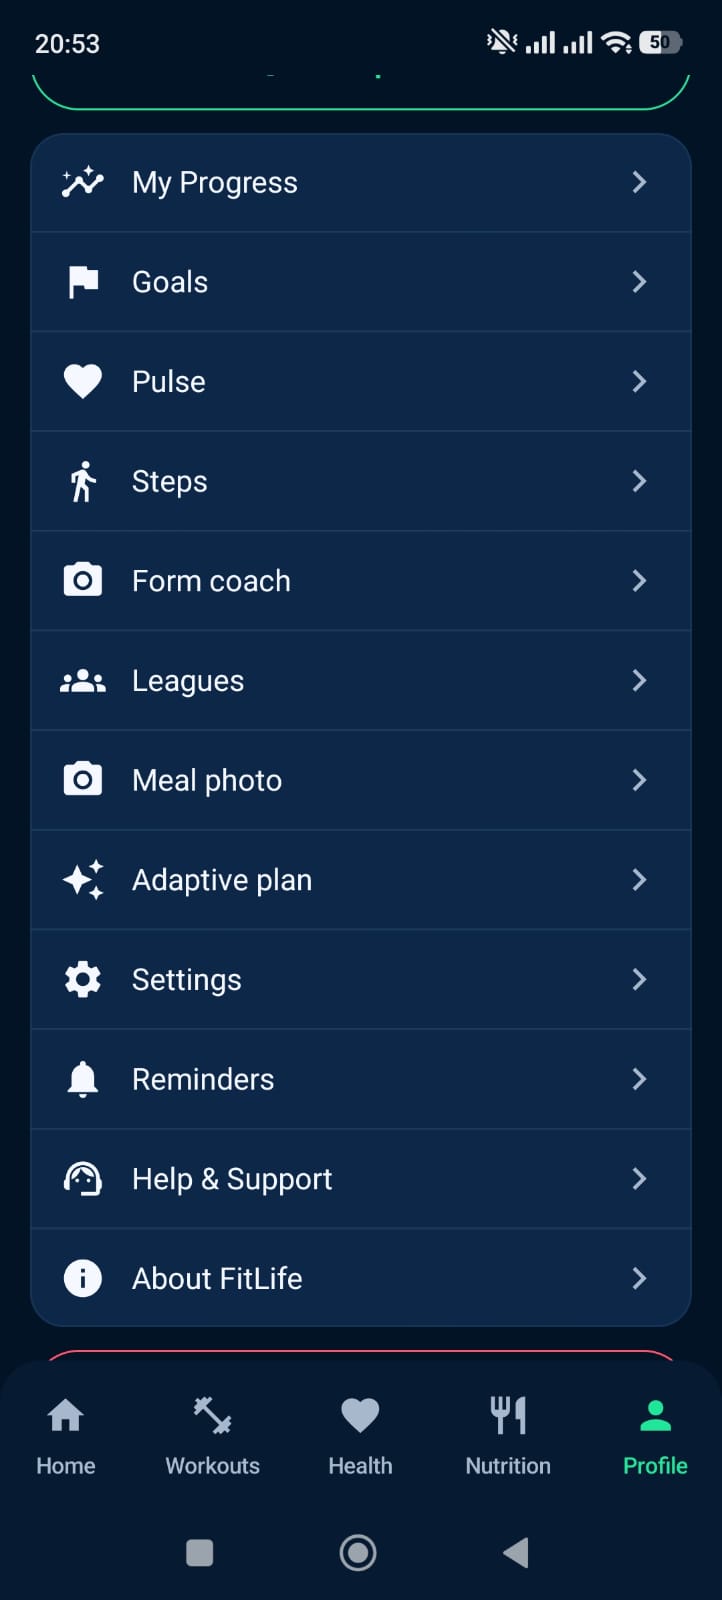 20:53
50
My Progress
Goals
Pulse
Steps
Form coach
Leagues
Meal photo
Adaptive plan
Settings
Reminders
Help & Support
About FitLife
Home Workouts Health Nutrition Profile